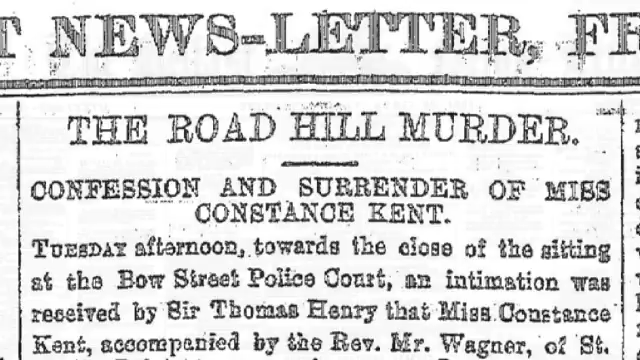 T NEWS-LETTER, FR
THE ROAD HILL MURDER.
CONFESSION AND SURRENDER OF MISS
CONSTANCE KENT.
TUESDAY afternoon, towards the close of the sitting
at the Bow Street Police Court, an intimation was
received by Sir Thomas Henry that Miss Constance
Kent, accompanied by the Rev. Mr. Wagner, of St.